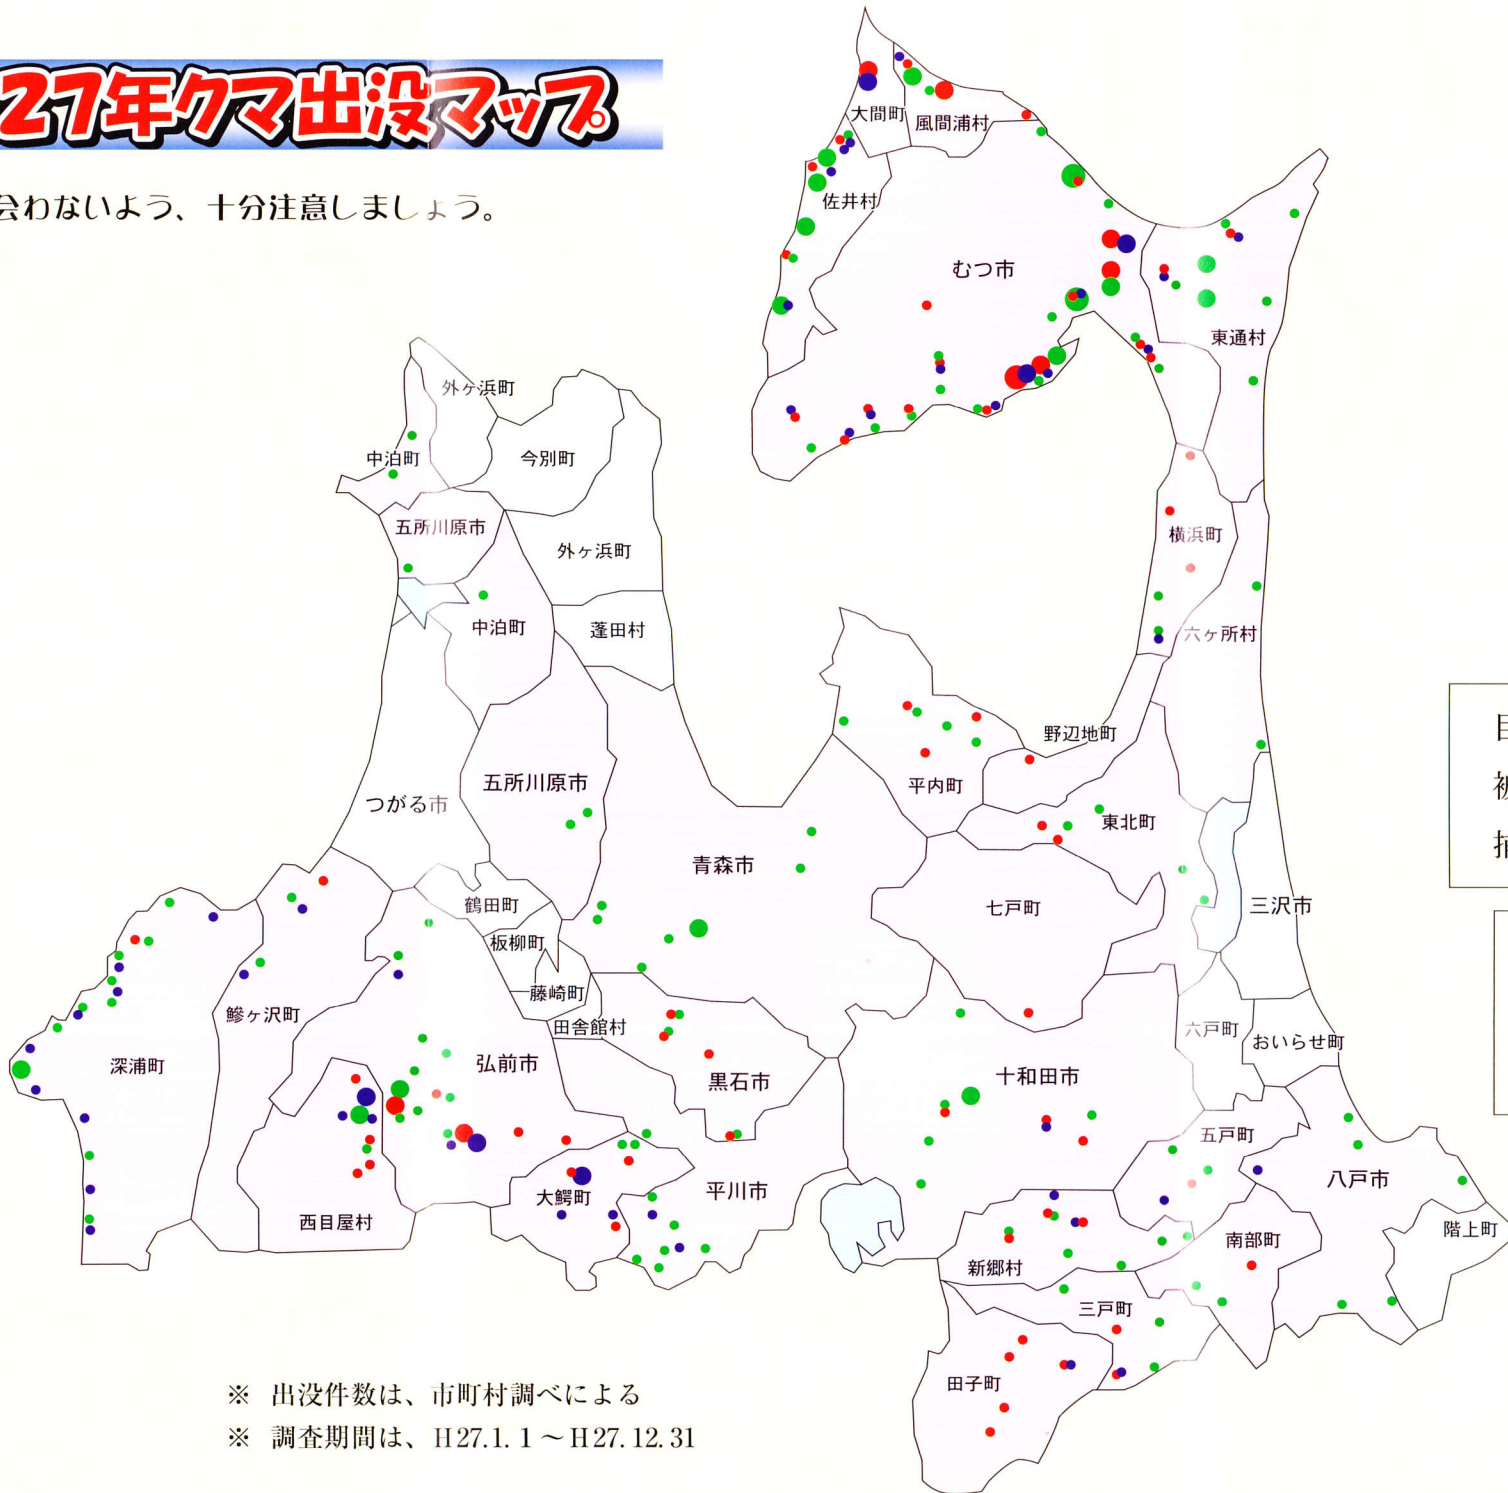 27年クマ出没マップ
会わないよう、十分注意しましょう。
大間町
風間浦村
佐井村
むつ市
東通村
外ヶ浜町
中泊町
今別町
五所川原市
外ヶ浜町
横浜町
中泊町
蓬田村
六ヶ所村
野辺地町
五所川原市
平内町
つがる市
東北町
青森市
鶴田町
七戸町
三沢市
板柳町
藤崎町
鰺ヶ沢町
田舎館村
六戸町
おいらせ町
深浦町
弘前市
黒石市
十和田市
五戸町
大鰐町
平川市
八戸市
西目屋村
階上町
南部町
新郷村
三戸町
田子町
※ 出没件数は、市町村調べによる
※ 調査期間は、H27.1.1～H27.12.31